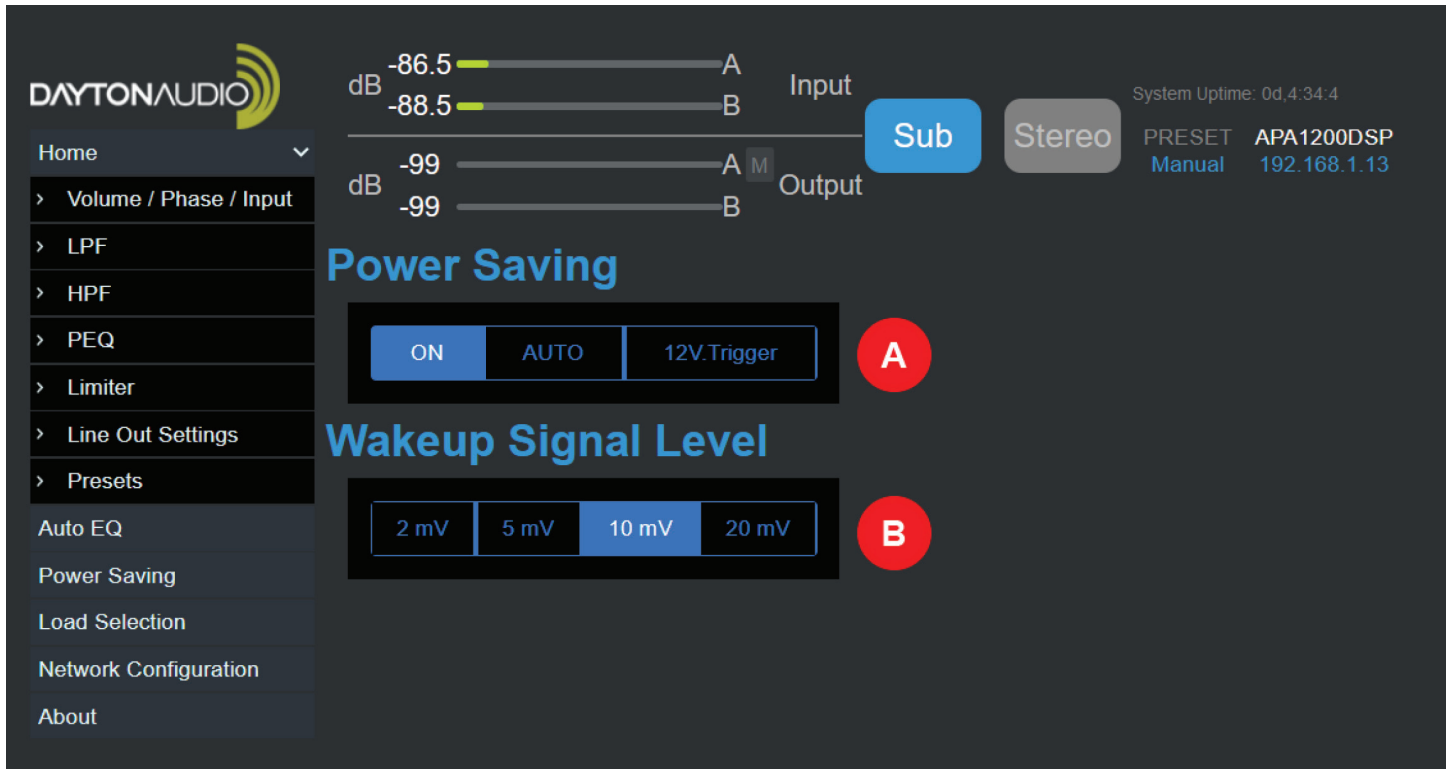 DAYTONAUDIO
Home
Volume / Phase / Input
LPF
HPF
PEQ
Limiter
Line Out Settings
Presets
Auto EQ
Power Saving
Load Selection
Network Configuration
About
dB -86.5 A Input
-88.5 B
dB -99 A M Output
-99 B
Sub
Stereo
System Uptime: 0d,4:34:4
PRESET APA1200DSP
Manual 192.168.1.13
Power Saving
ON AUTO 12V.Trigger A
Wakeup Signal Level
2 mV 5 mV 10 mV 20 mV B